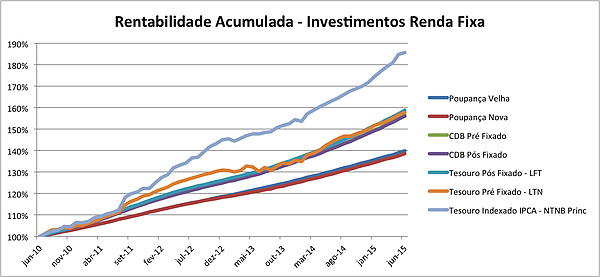 Rentabilidade Acumulada - Investimentos Renda Fixa
190%
180%
170%
160%
150%
140%
130%
120%
110%
100%
jun-10
nov-10
abr-11
set-11
fev-12
jul-12
dez-12
mai-13
out-13
mar-14
ago-14
jan-15
jun-15
Poupança Velha
Poupança Nova
CDB Pré Fixado
CDB Pós Fixado
Tesouro Pós Fixado - LFT
Tesouro Pré Fixado - LTN
Tesouro Indexado IPCA - NTNB Princ